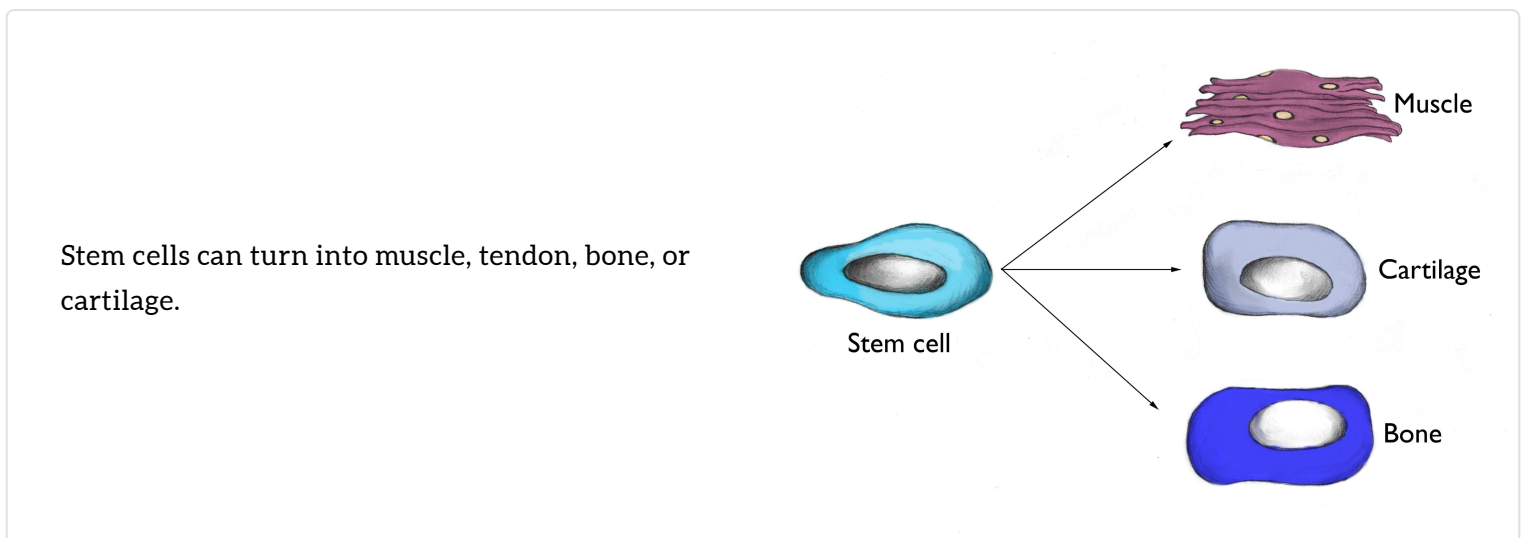 Stem cells can turn into muscle, tendon, bone, or
cartilage.
Muscle
Cartilage
Stem cell
Bone